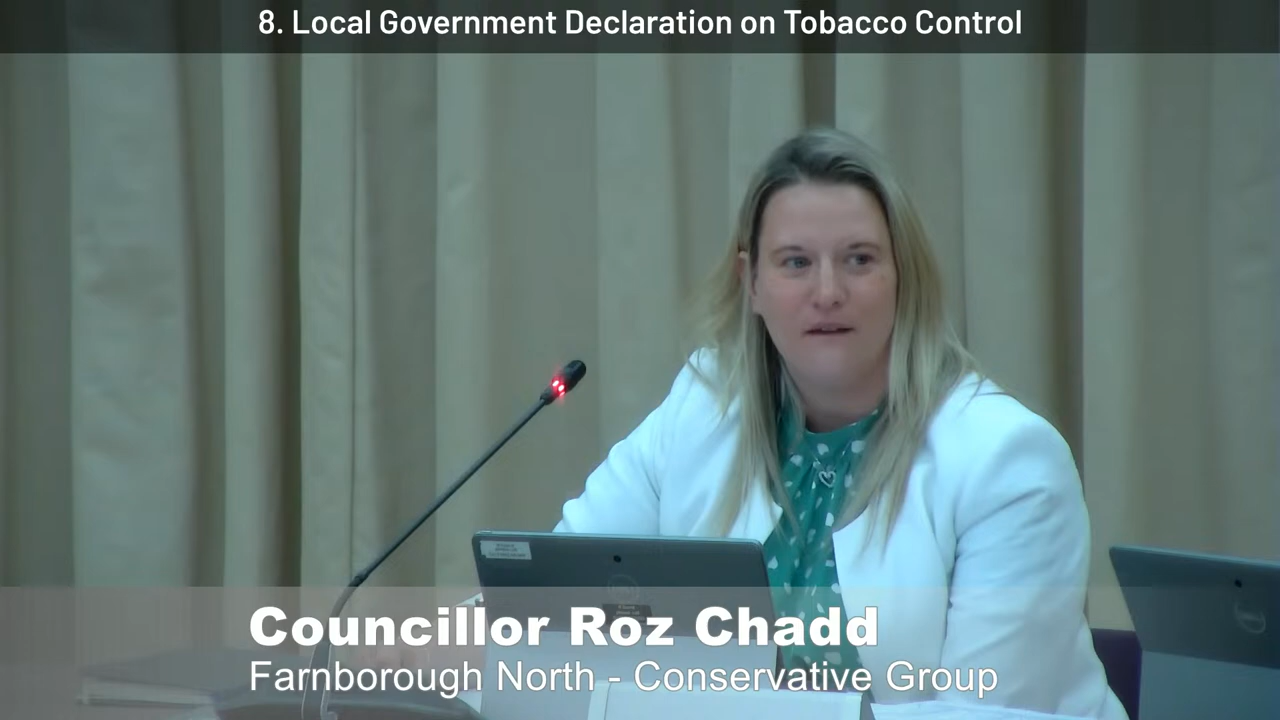 8. Local Government Declaration on Tobacco Control
Councillor Roz Chadd
Farnborough North - Conservative Group